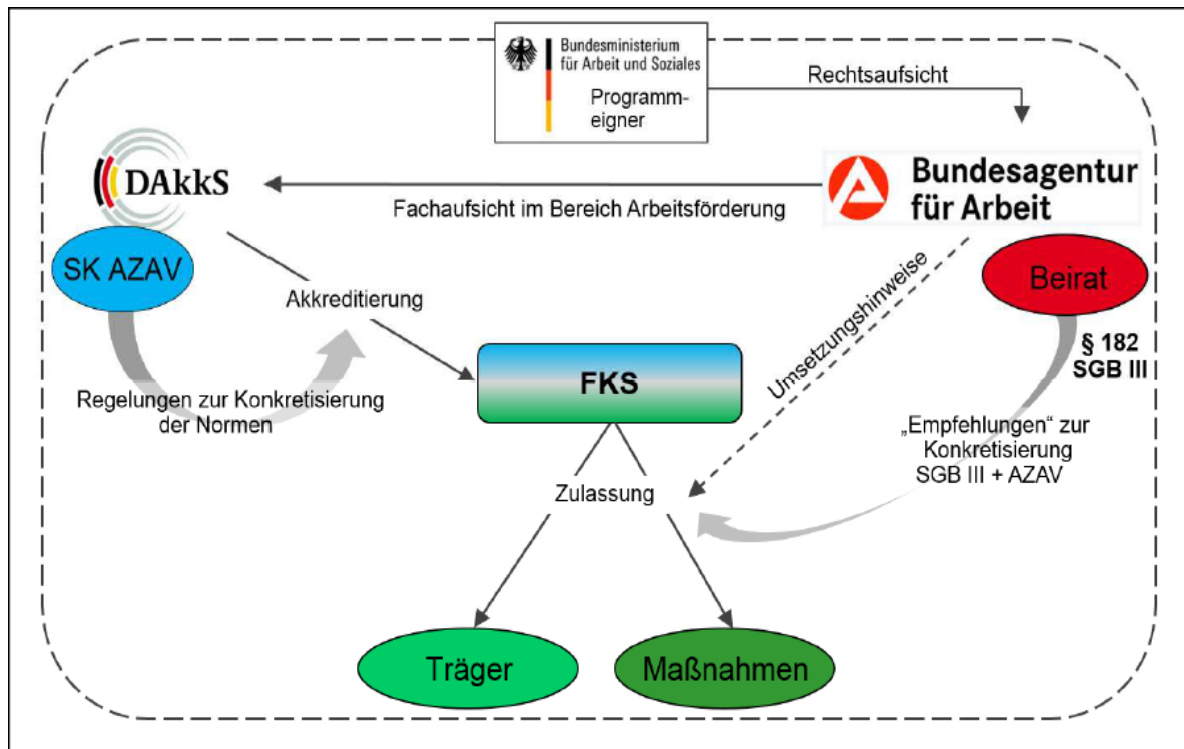 Bundesministerium
für Arbeit und Soziales
Programm-
eigner
Rechtsaufsicht
DAkkS
Bundesagentur
für Arbeit
Fachaufsicht im Bereich Arbeitsförderung
SK AZAV
Beirat
Akkreditierung
Umsetzungshinweise
§ 182
SGB III
FKS
Regelungen zur Konkretisierung
der Normen
„Empfehlungen“ zur
Konkretisierung
SGB III + AZAV
Zulassung
Träger
Maßnahmen